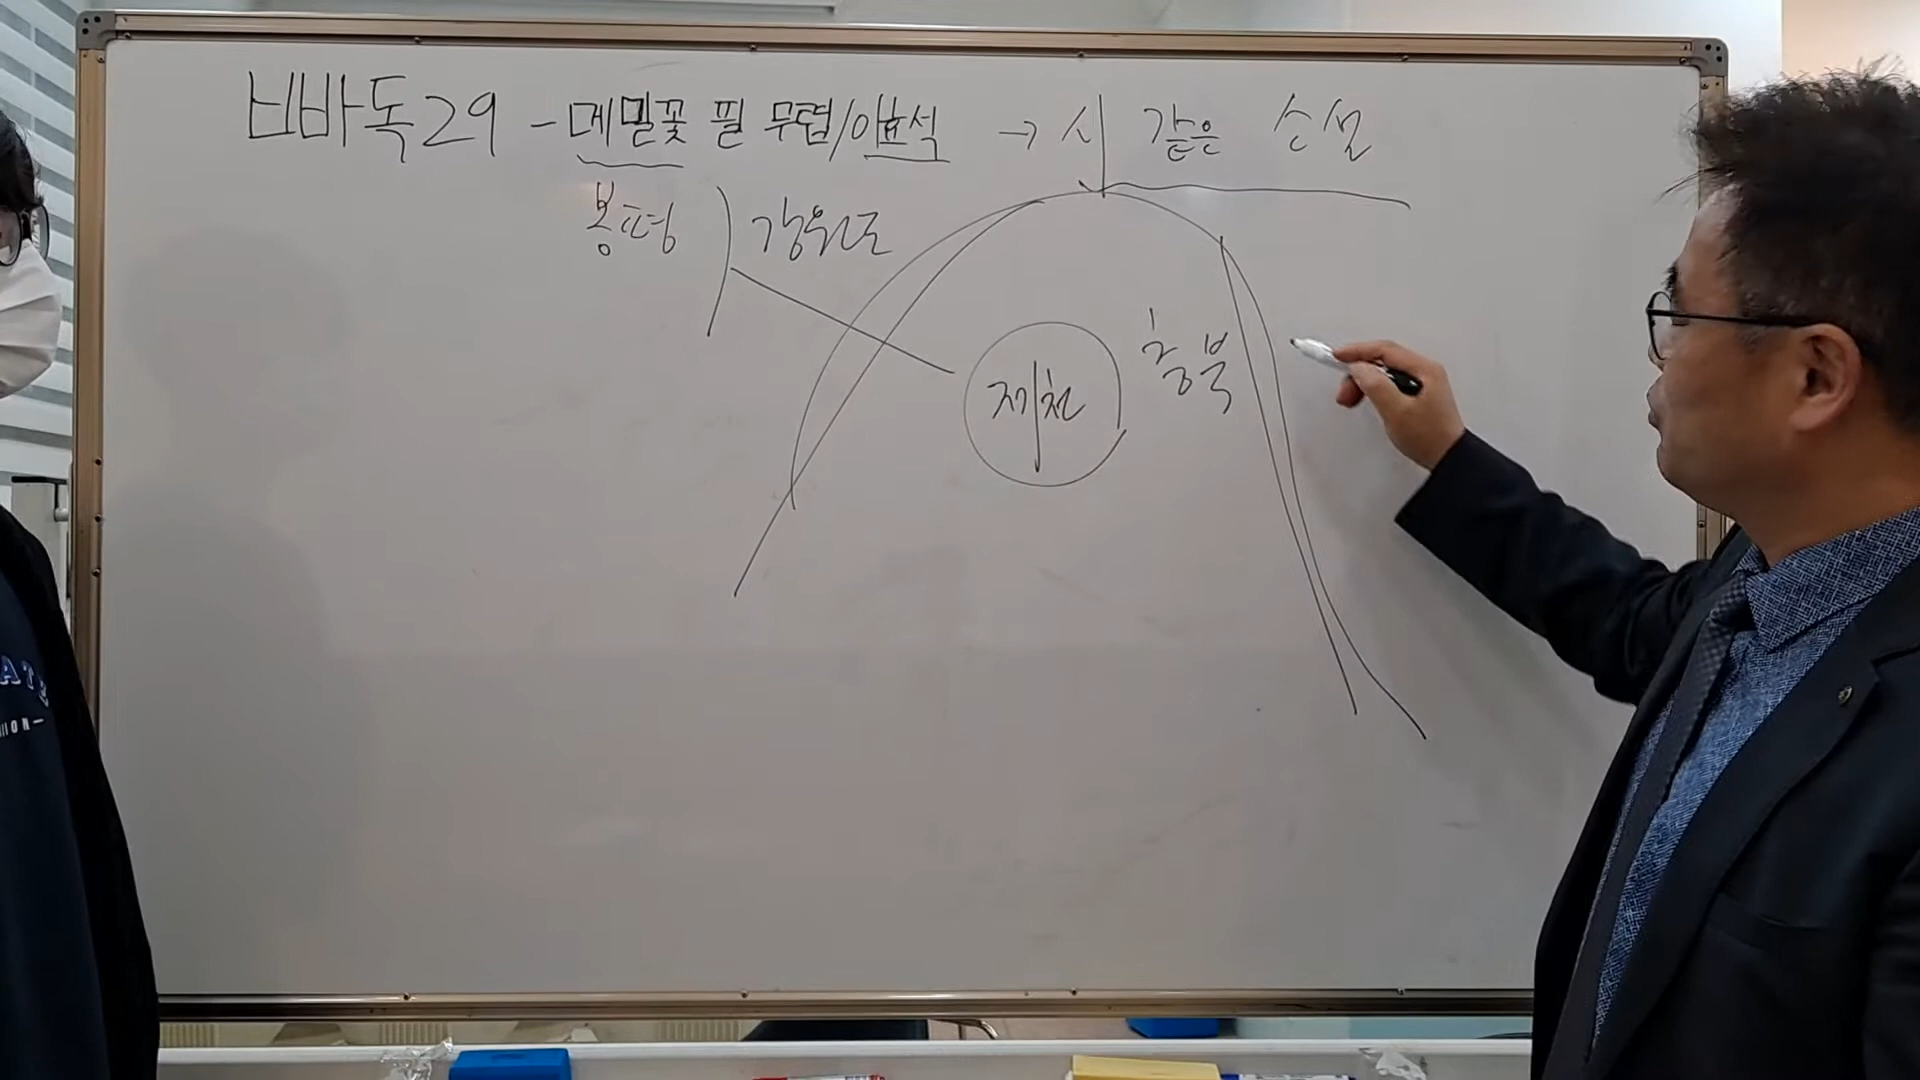 비바독29 - 메밀꽃 필 무렵/이효석 → 시 같은 소설
봉평 ) 강원도
제천 충북